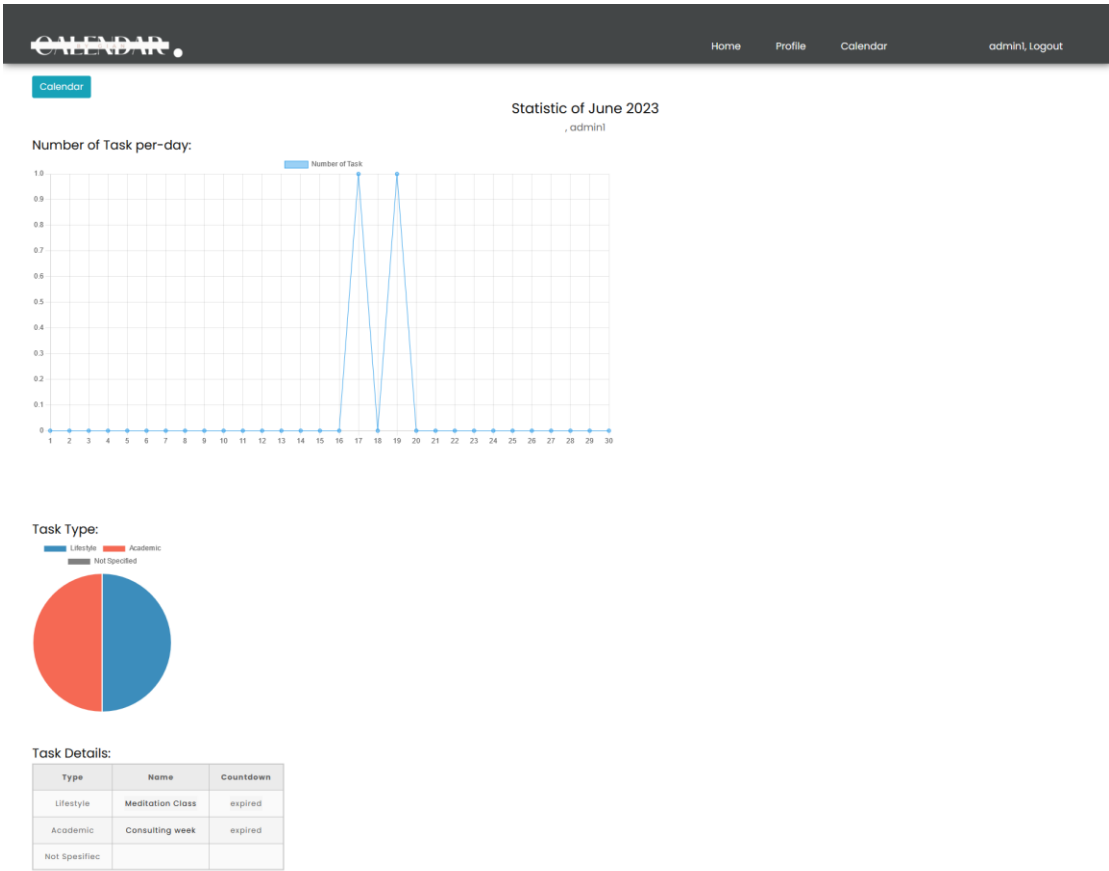 CALENDAR.
Home Profile Calendar admin1, Logout
Calendar
Statistic of June 2023
, admin1
Number of Task per-day:
Number of Task
1.0
0.9
0.8
0.7
0.6
0.5
0.4
0.3
0.2
0.1
0
1 2 3 4 5 6 7 8 9 10 11 12 13 14 15 16 17 18 19 20 21 22 23 24 25 26 27 28 29 30
Task Type:
Lifestyle Academic
Not Specified
Task Details:
Type Name Countdown
Lifestyle Meditation Class expired
Academic Consulting week expired
Not Spesifiec